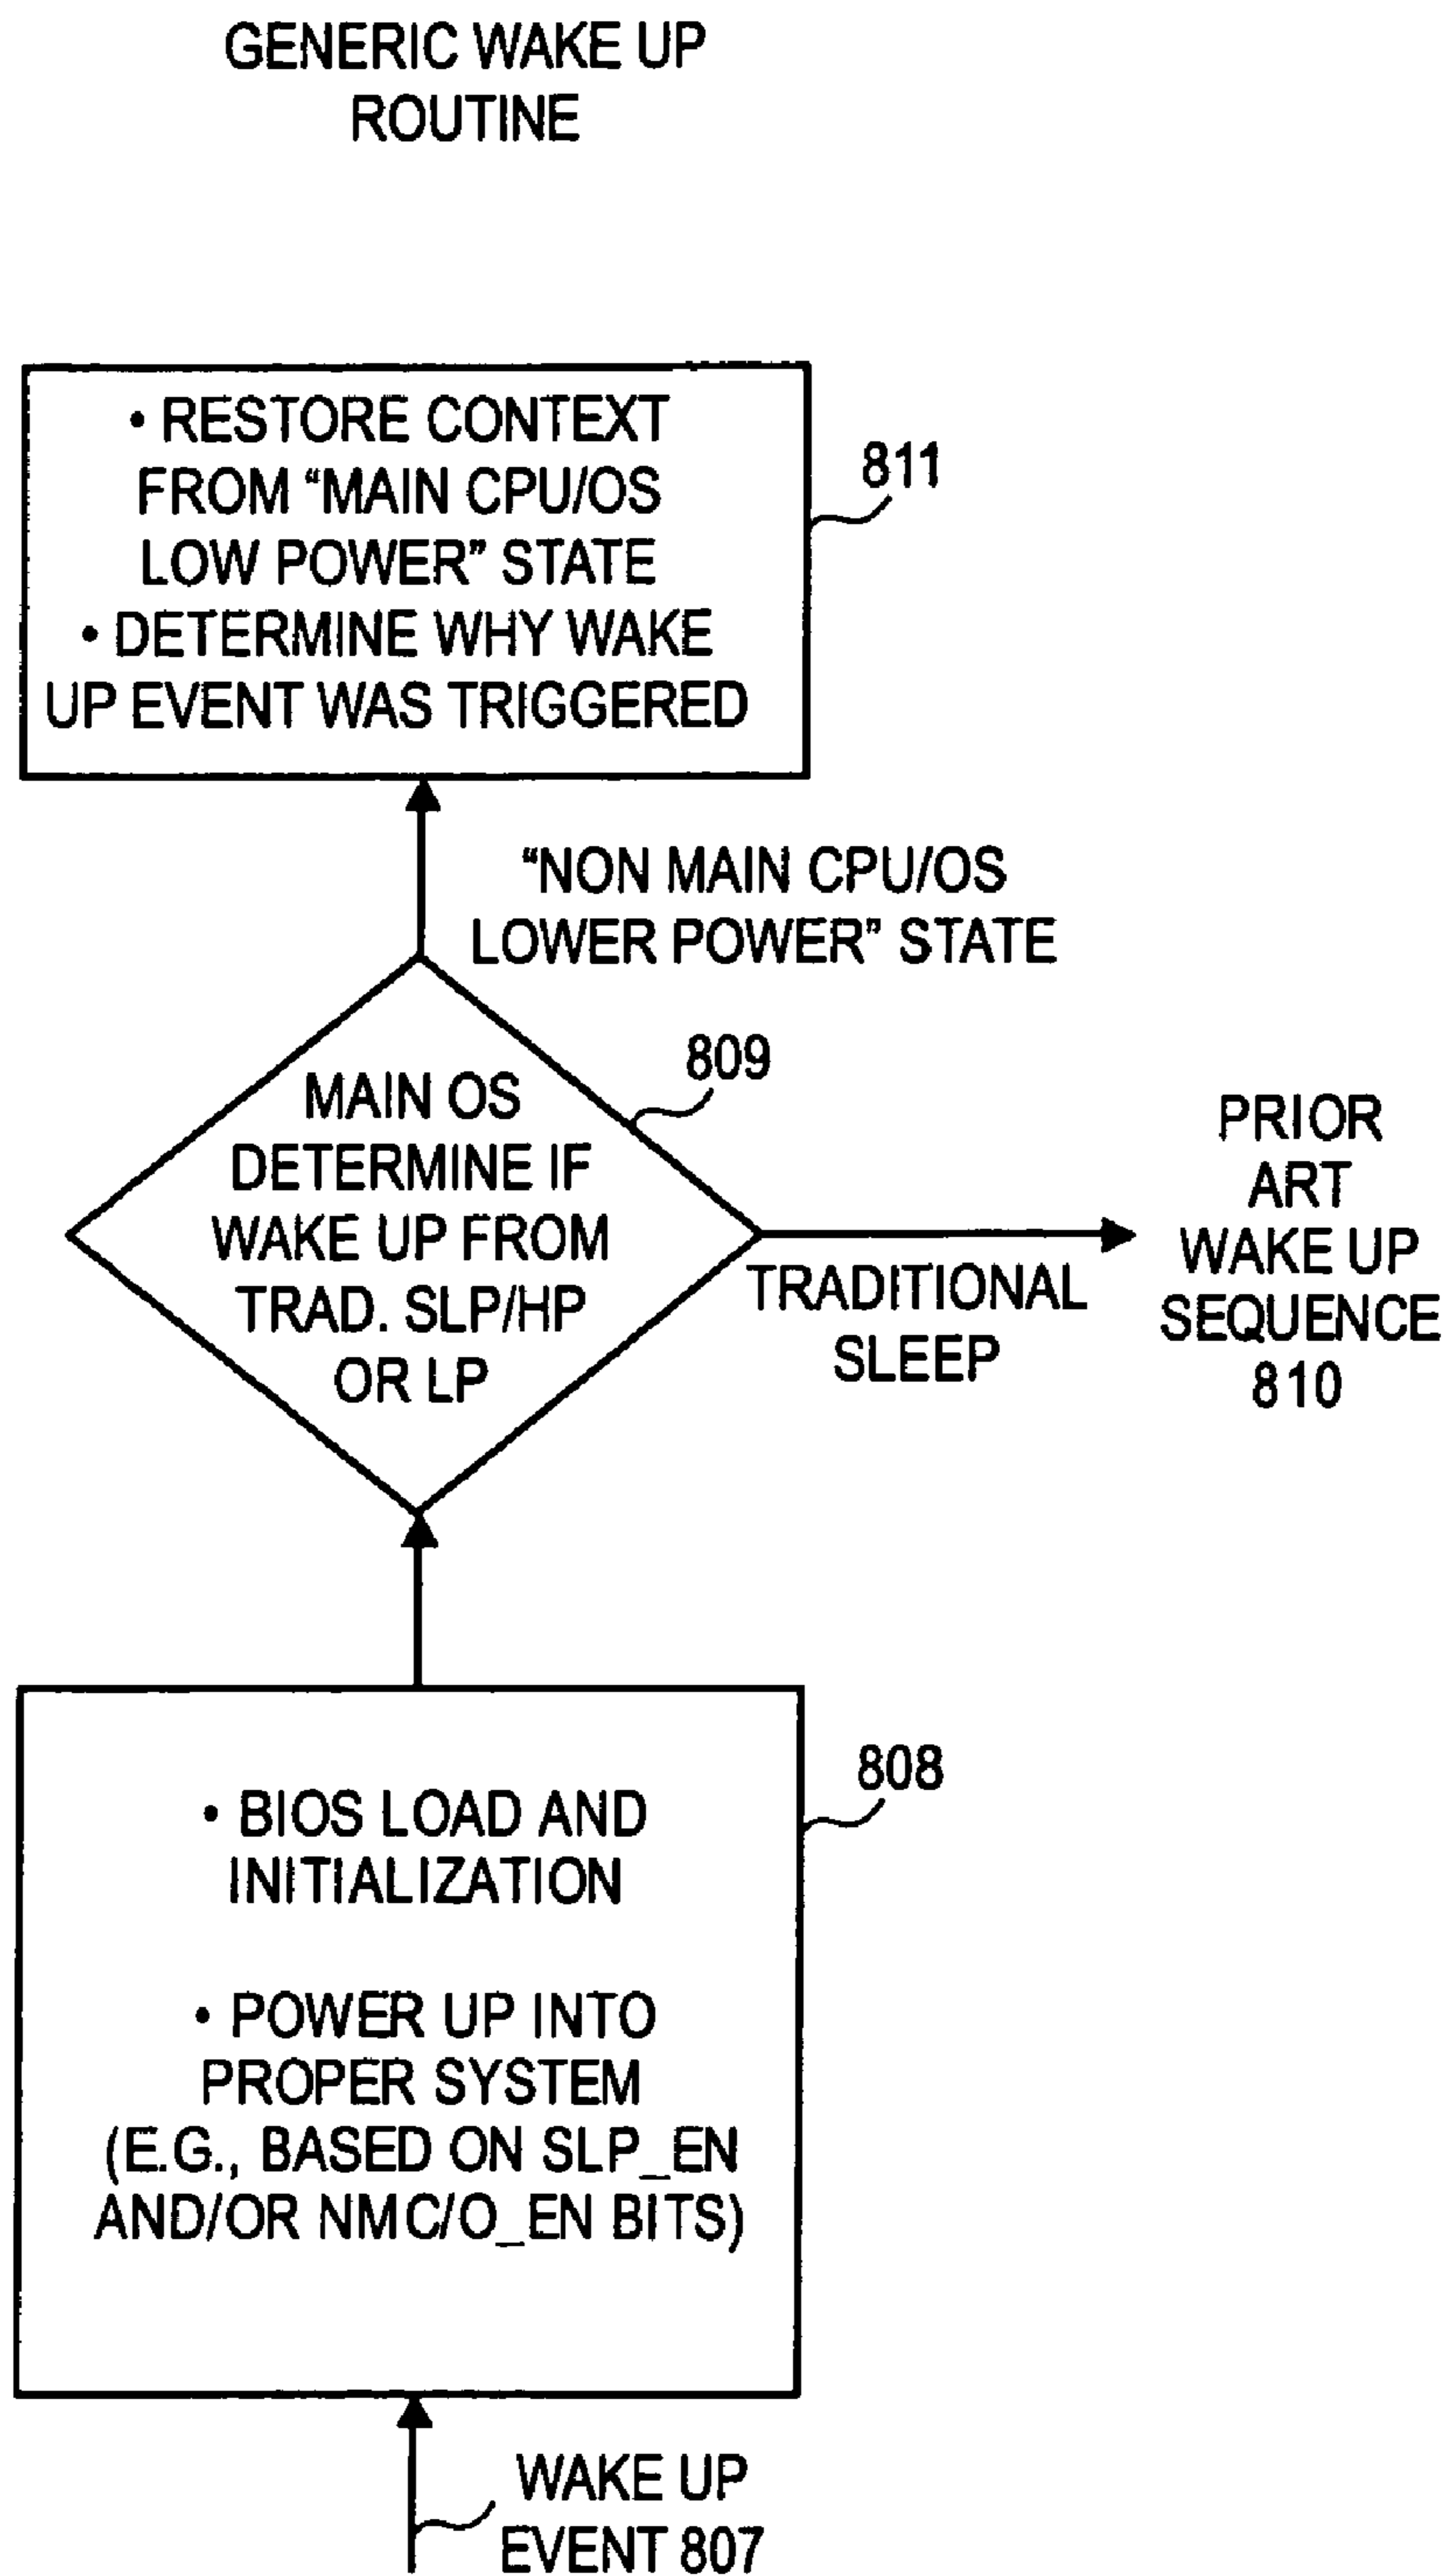 GENERIC WAKE UP
ROUTINE
• RESTORE CONTEXT
FROM “MAIN CPU/OS
LOW POWER” STATE
• DETERMINE WHY WAKE
UP EVENT WAS TRIGGERED
811
“NON MAIN CPU/OS
LOWER POWER” STATE
809
MAIN OS
DETERMINE IF
WAKE UP FROM
TRAD. SLP/HP
OR LP
TRADITIONAL
SLEEP
PRIOR
ART
WAKE UP
SEQUENCE
810
808
• BIOS LOAD AND
INITIALIZATION
• POWER UP INTO
PROPER SYSTEM
(E.G., BASED ON SLP_EN
AND/OR NMC/O_EN BITS)
WAKE UP
EVENT 807